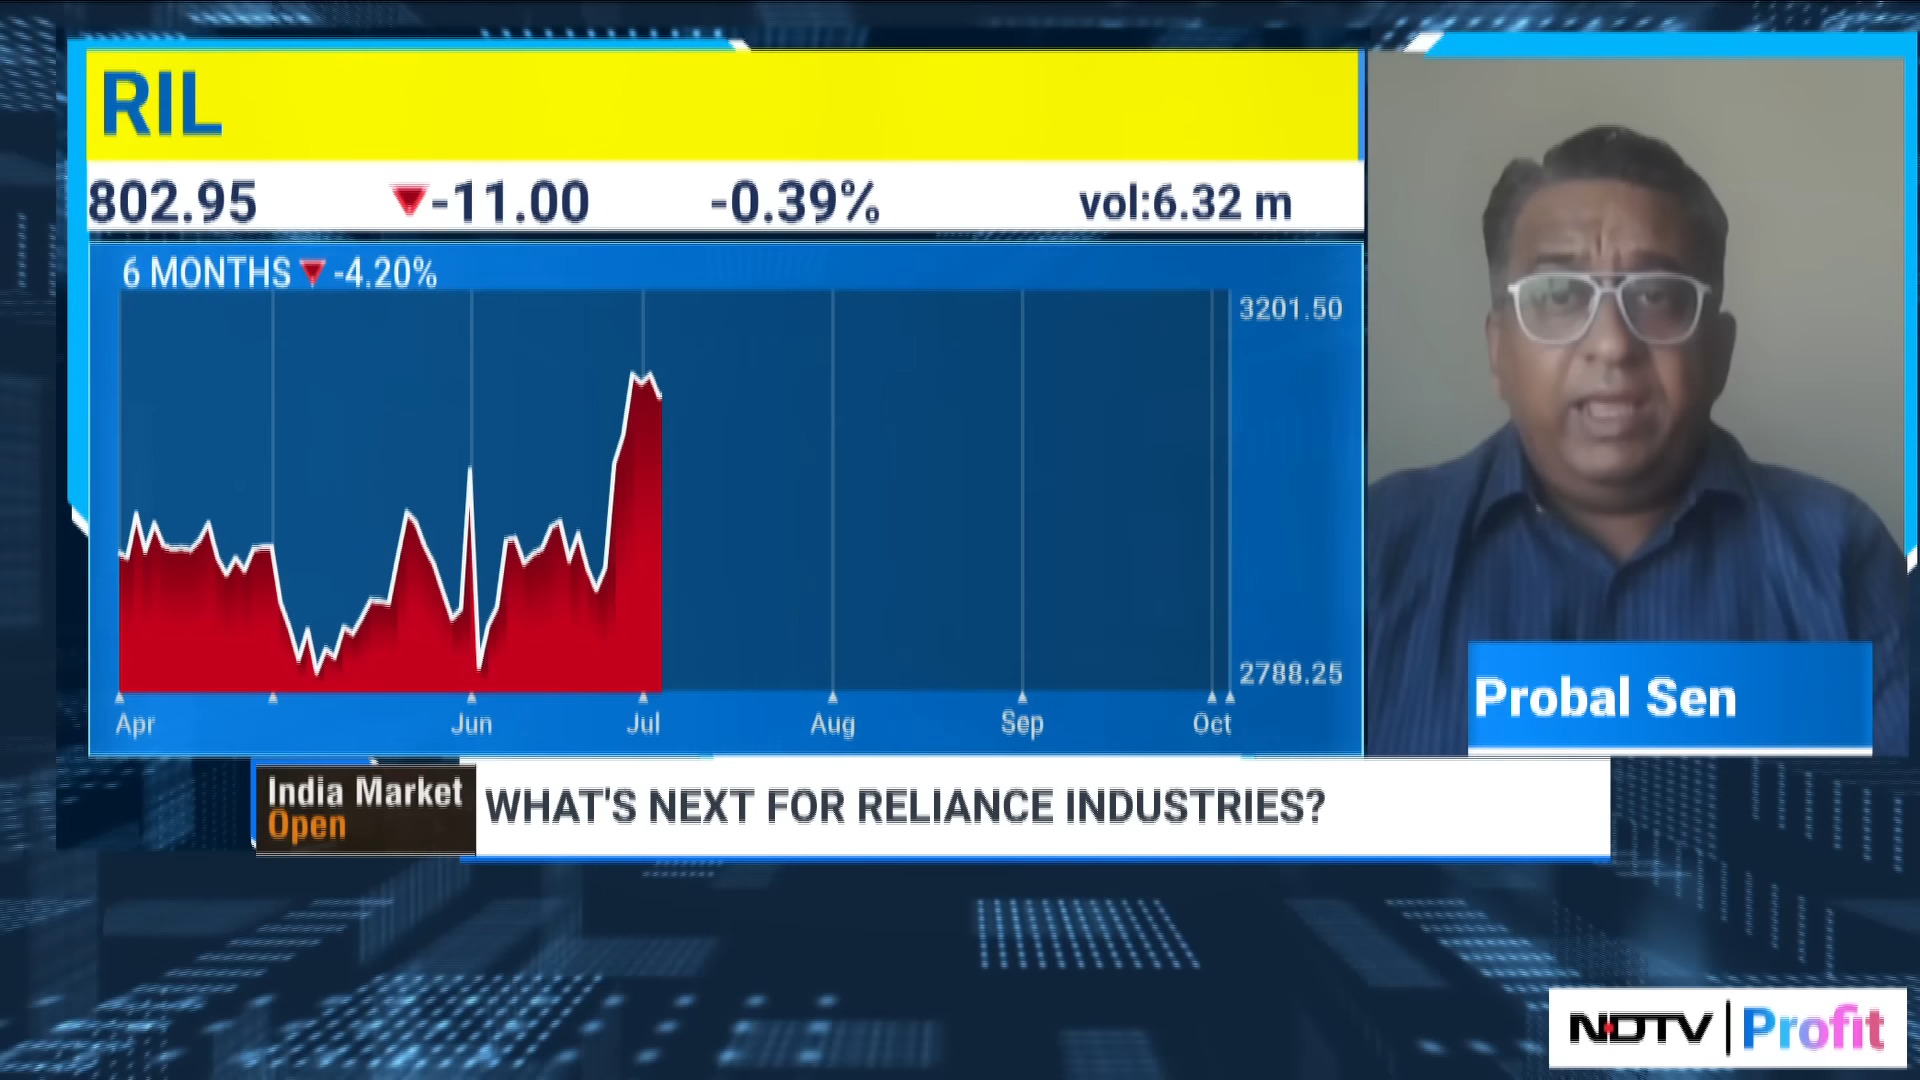 RIL
802.95 -11.00 -0.39% vol:6.32 m
6 MONTHS -4.20%
3201.50
2788.25
Apr Jun Jul Aug Sep Oct
Probal Sen
India Market
Open
WHAT'S NEXT FOR RELIANCE INDUSTRIES?
NDTV Profit